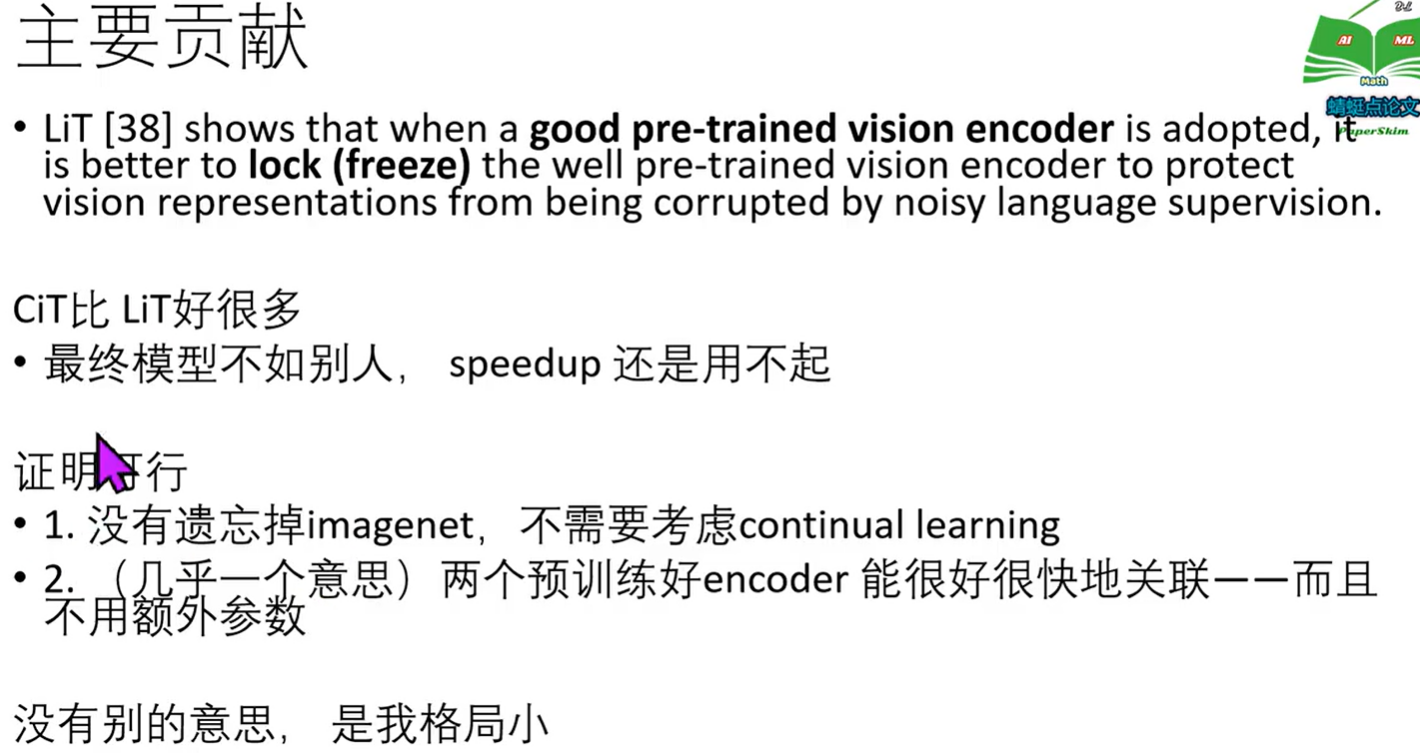 主要贡献
AI
ML
Math
蜻蜓点论文
PaperSkim
• LiT [38] shows that when a good pre-trained vision encoder is adopted, it
is better to lock (freeze) the well pre-trained vision encoder to protect
vision representations from being corrupted by noisy language supervision.
CiT比 LiT好很多
• 最终模型不如别人， speedup 还是用不起
证明可行
• 1. 没有遗忘掉imagenet， 不需要考虑continual learning
• 2. （几乎一个意思）两个预训练好encoder 能很好很快地关联——而且
不用额外参数
没有别的意思， 是我格局小